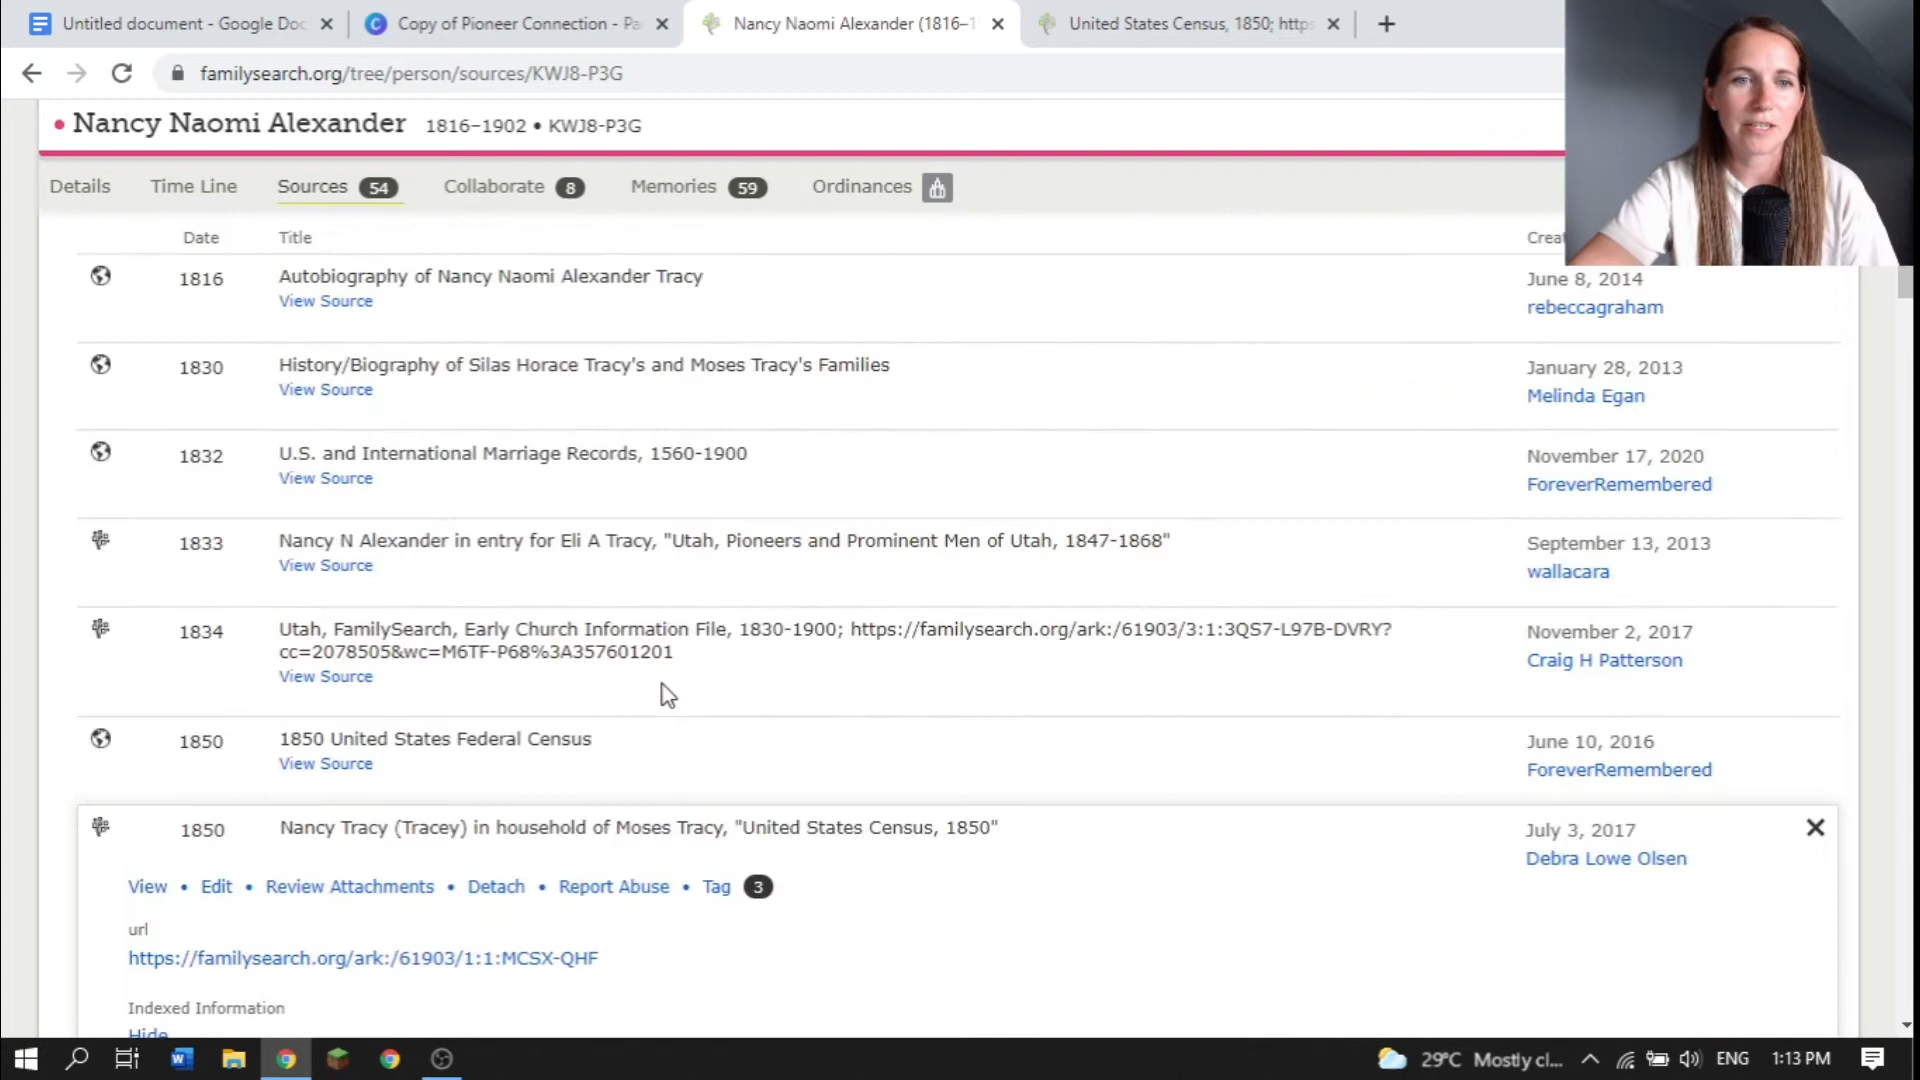 Untitled document - Google Doc
Copy of Pioneer Connection - Pa
Nancy Naomi Alexander (1816–1
United States Census, 1850; http
familysearch.org/tree/person/sources/KWJ8-P3G
Nancy Naomi Alexander 1816–1902 • KWJ8-P3G
Details Time Line Sources 54 Collaborate 8 Memories 59 Ordinances
Date Title Creat
1816 Autobiography of Nancy Naomi Alexander Tracy June 8, 2014
View Source rebeccagraham
1830 History/Biography of Silas Horace Tracy's and Moses Tracy's Families January 28, 2013
View Source Melinda Egan
1832 U.S. and International Marriage Records, 1560-1900 November 17, 2020
View Source ForeverRemembered
1833 Nancy N Alexander in entry for Eli A Tracy, "Utah, Pioneers and Prominent Men of Utah, 1847-1868" September 13, 2013
View Source wallacara
1834 Utah, FamilySearch, Early Church Information File, 1830-1900; https://familysearch.org/ark:/61903/3:1:3QS7-L97B-DVRY? November 2, 2017
cc=2078505&wc=M6TF-P68%3A357601201 Craig H Patterson
View Source
1850 1850 United States Federal Census June 10, 2016
View Source ForeverRemembered
1850 Nancy Tracy (Tracey) in household of Moses Tracy, "United States Census, 1850" July 3, 2017
Debra Lowe Olsen
View • Edit • Review Attachments • Detach • Report Abuse • Tag 3
url
https://familysearch.org/ark:/61903/1:1:MCSX-QHF
Indexed Information
Hide
29°C Mostly cl... ENG 1:13 PM